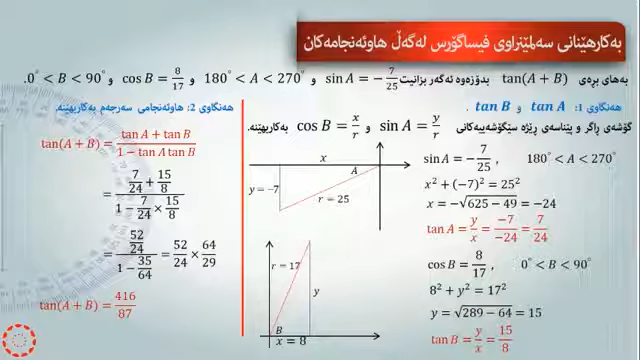 بەکارهێنانی سەلمێنراوی فیساگۆرس لەگەڵ هاوئەنجامەکان
بەهای بڕەی tan(A + B) بدۆزەوە ئەگەر بزانیت sin A = −7/25 و 180° < A < 270° و cos B = 8/17 و 0° < B < 90°.
هەنگاوی 1: tan A و tan B .
گۆشەی ڕاگر و پێناسەی ڕێژە سێگۆشەییەکانی sin A = y/r و cos B = x/r بەکاربهێنە.
x
A
y = −7
r = 25
sin A = −7/25 , 180° < A < 270°
x² + (−7)² = 25²
x = −√(625 − 49) = −24
tan A = y/x = −7/−24 = 7/24
r = 17
y
B
x = 8
cos B = 8/17 , 0° < B < 90°
8² + y² = 17²
y = √(289 − 64) = 15
tan B = y/x = 15/8
هەنگاوی 2: هاوئەنجامی سەرجەم بەکاربهێنە.
tan(A + B) = (tan A + tan B)/(1 − tan A tan B)
= (7/24 + 15/8)/(1 − 7/24 × 15/8)
= (52/24)/(1 − 35/64) = 52/24 × 64/29
tan(A + B) = 416/87